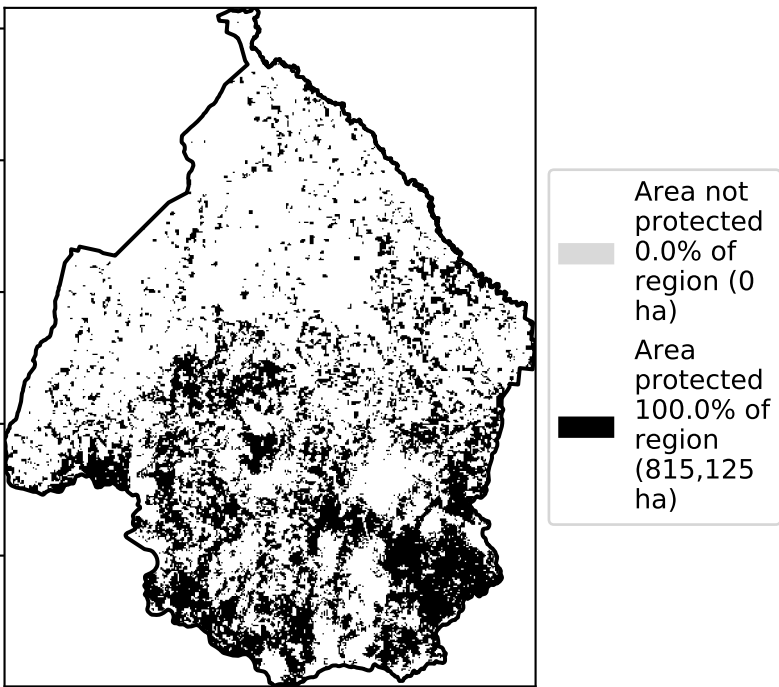 Area not
protected
0.0% of
region (0
ha)
Area
protected
100.0% of
region
(815,125
ha)